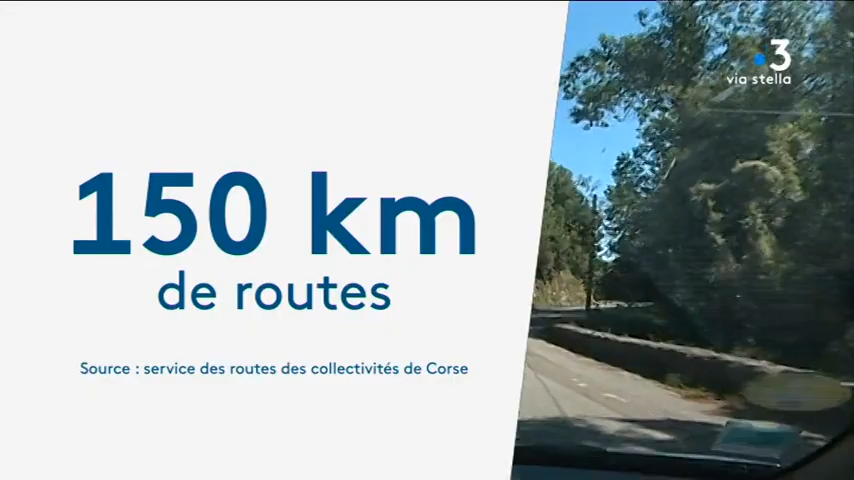 150 km
de routes
Source : service des routes des collectivités de Corse
3
via stella